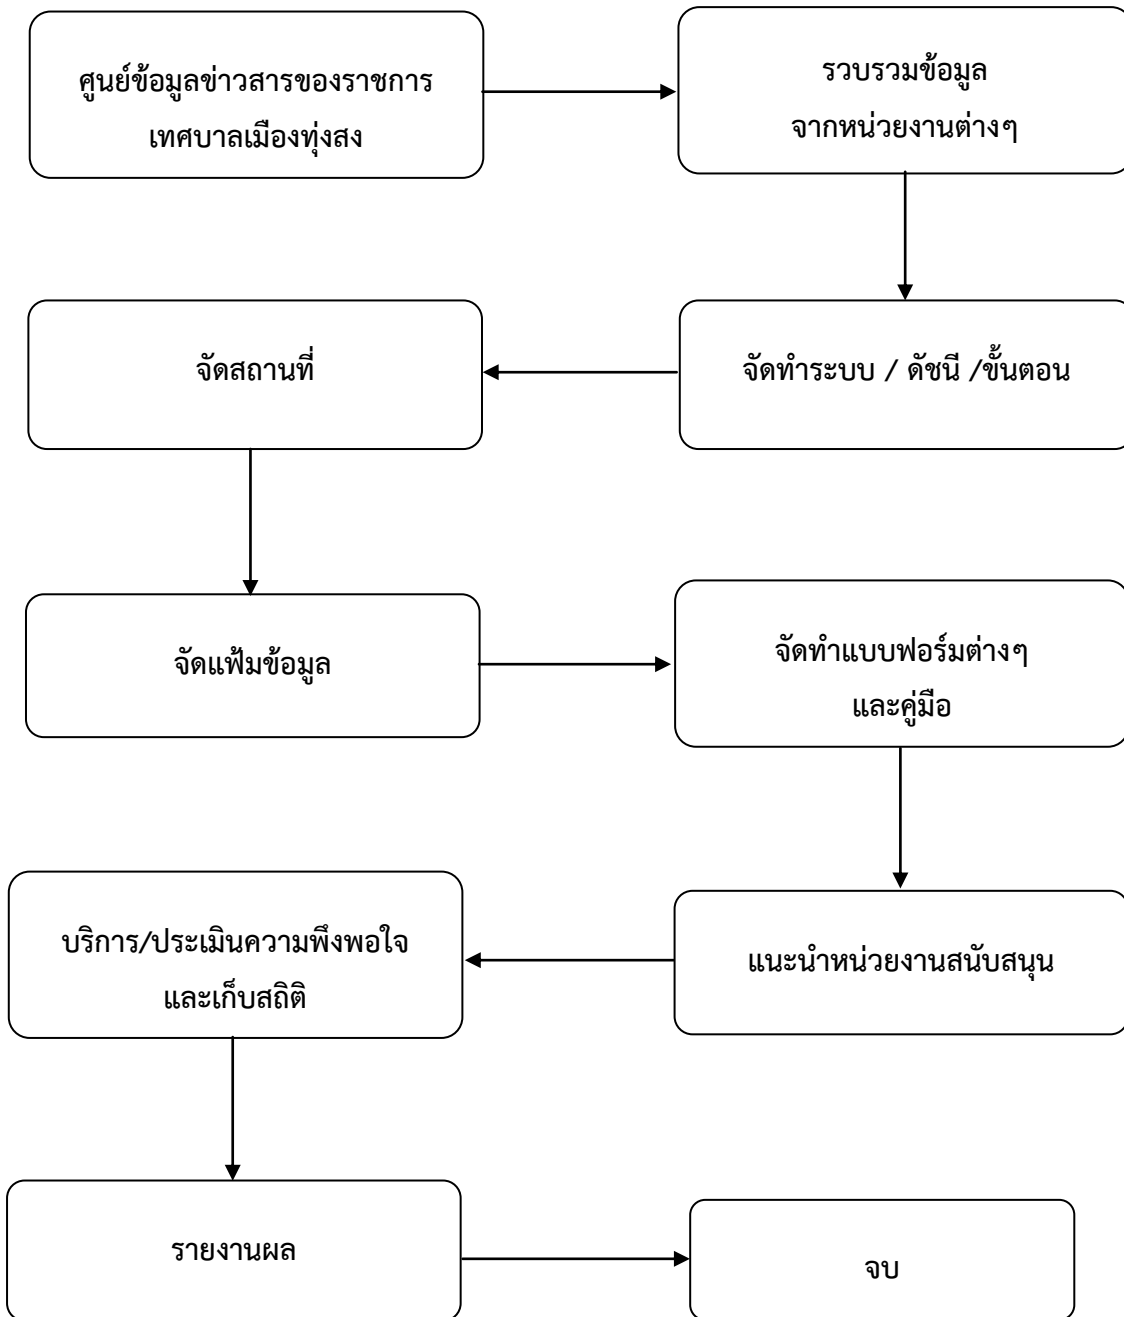 ศูนย์ข้อมูลข่าวสารของราชการ
เทศบาลเมืองทุ่งสง
รวบรวมข้อมูล
จากหน่วยงานต่างๆ
จัดทำระบบ / ดัชนี /ขั้นตอน
จัดสถานที่
จัดแฟ้มข้อมูล
จัดทำแบบฟอร์มต่างๆ
และคู่มือ
แนะนำหน่วยงานสนับสนุน
บริการ/ประเมินความพึงพอใจ
และเก็บสถิติ
รายงานผล
จบ